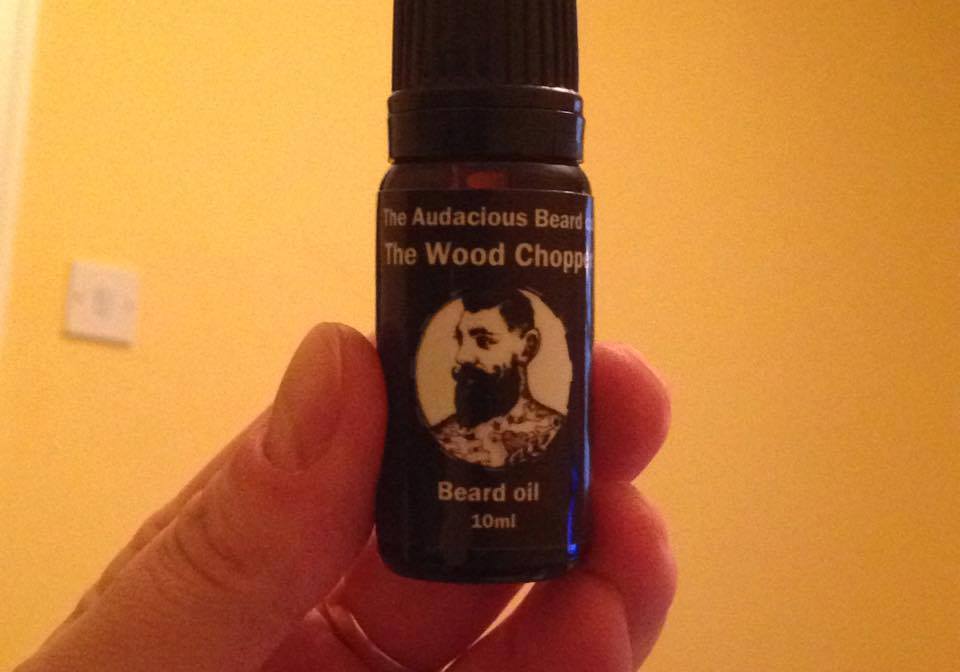 The Audacious Beard
The Wood Choppe
Beard oil
10ml